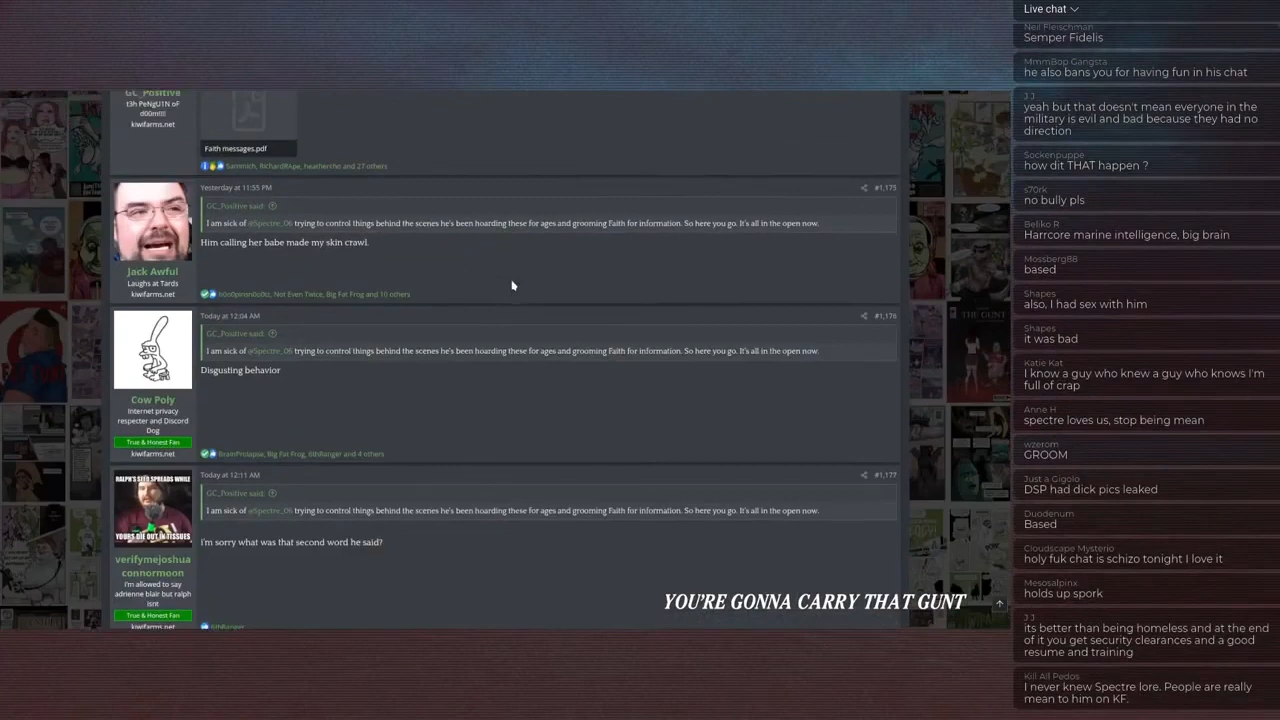 GC_Positive
t3h PeNgU1N oF
d00m!!!!
kiwifarms.net
Faith messages.pdf
Sammich, RichardRApe, heathercho and 27 others
Yesterday at 11:55 PM
#1,175
GC_Positive said:
I am sick of @Spectre_06 trying to control things behind the scenes he's been hoarding these for ages and grooming Faith for information. So here you go. It's all in the open now.
Him calling her babe made my skin crawl.
Jack Awful
Laughs at Tards
kiwifarms.net
Not Even Twice, Big Fat Frog and 10 others
Today at 12:04 AM
#1,176
GC_Positive said:
I am sick of @Spectre_06 trying to control things behind the scenes he's been hoarding these for ages and grooming Faith for information. So here you go. It's all in the open now.
Disgusting behavior
Cow Poly
Internet privacy
respecter and Discord
Dog
True & Honest Fan
kiwifarms.net
BrainProlapse, Big Fat Frog, 6thRanger and 4 others
Today at 12:11 AM
#1,177
RALPH'S SEED SPREADS WHILE
YOURS DIE OUT IN TISSUES
GC_Positive said:
I am sick of @Spectre_06 trying to control things behind the scenes he's been hoarding these for ages and grooming Faith for information. So here you go. It's all in the open now.
i'm sorry what was that second word he said?
verifymejoshua
connormoon
i'm allowed to say
adrienne blair but ralph
isnt
True & Honest Fan
kiwifarms.net
6thRanger
YOU'RE GONNA CARRY THAT GUNT
THE GUNT
Live chat
Neil Fleischman
Semper Fidelis
MmmBop Gangsta
he also bans you for having fun in his chat
J J
yeah but that doesn't mean everyone in the
military is evil and bad because they had no
direction
Sockenpuppe
how dit THAT happen ?
s70rk
no bully pls
Beliko R
Harrcore marine intelligence, big brain
Mossberg88
based
Shapes
also, I had sex with him
Shapes
it was bad
Katie Kat
I know a guy who knew a guy who knows I'm
full of crap
Anne H
spectre loves us, stop being mean
wzerom
GROOM
Just a Gigolo
DSP had dick pics leaked
Duodenum
Based
Cloudscape Mysterio
holy fuk chat is schizo tonight I love it
Mesosalpinx
holds up spork
J J
its better than being homeless and at the end
of it you get security clearances and a good
resume and training
Kill All Pedos
I never knew Spectre lore. People are really
mean to him on KF.